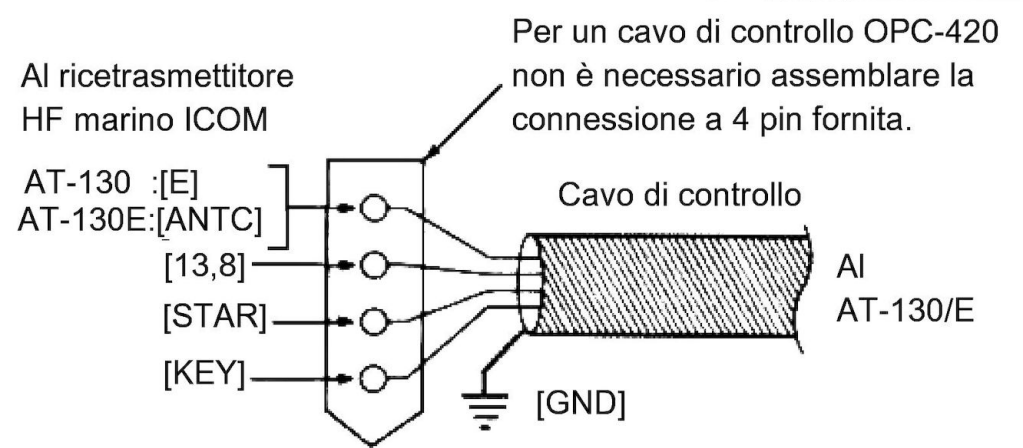 Per un cavo di controllo OPC-420
non è necessario assemblare la
connessione a 4 pin fornita.
Al ricetrasmettitore
HF marino ICOM
AT-130 :[E]
AT-130E:[ANTC]
[13,8]
[STAR]
[KEY]
Cavo di controllo
Al
AT-130/E
[GND]